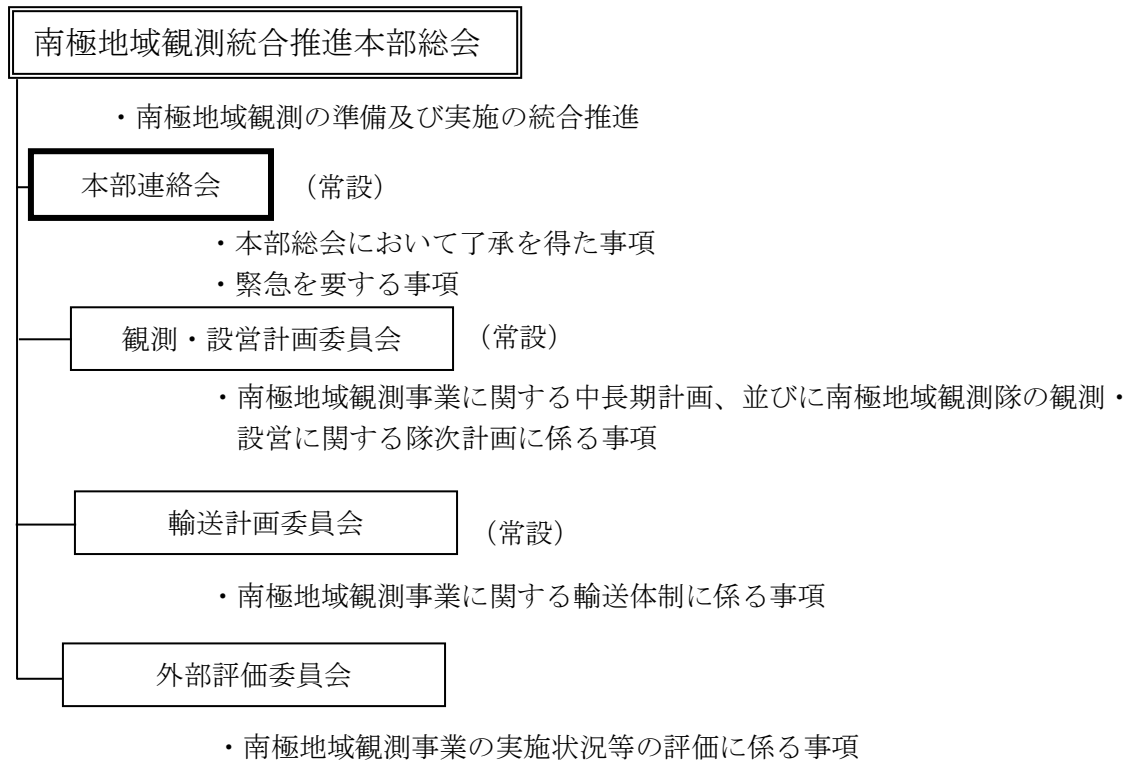 南極地域観測統合推進本部総会
・南極地域観測の準備及び実施の統合推進
本部連絡会 （常設）
・本部総会において了承を得た事項
・緊急を要する事項
観測・設営計画委員会 （常設）
・南極地域観測事業に関する中長期計画、並びに南極地域観測隊の観測・
設営に関する隊次計画に係る事項
輸送計画委員会 （常設）
・南極地域観測事業に関する輸送体制に係る事項
外部評価委員会
・南極地域観測事業の実施状況等の評価に係る事項